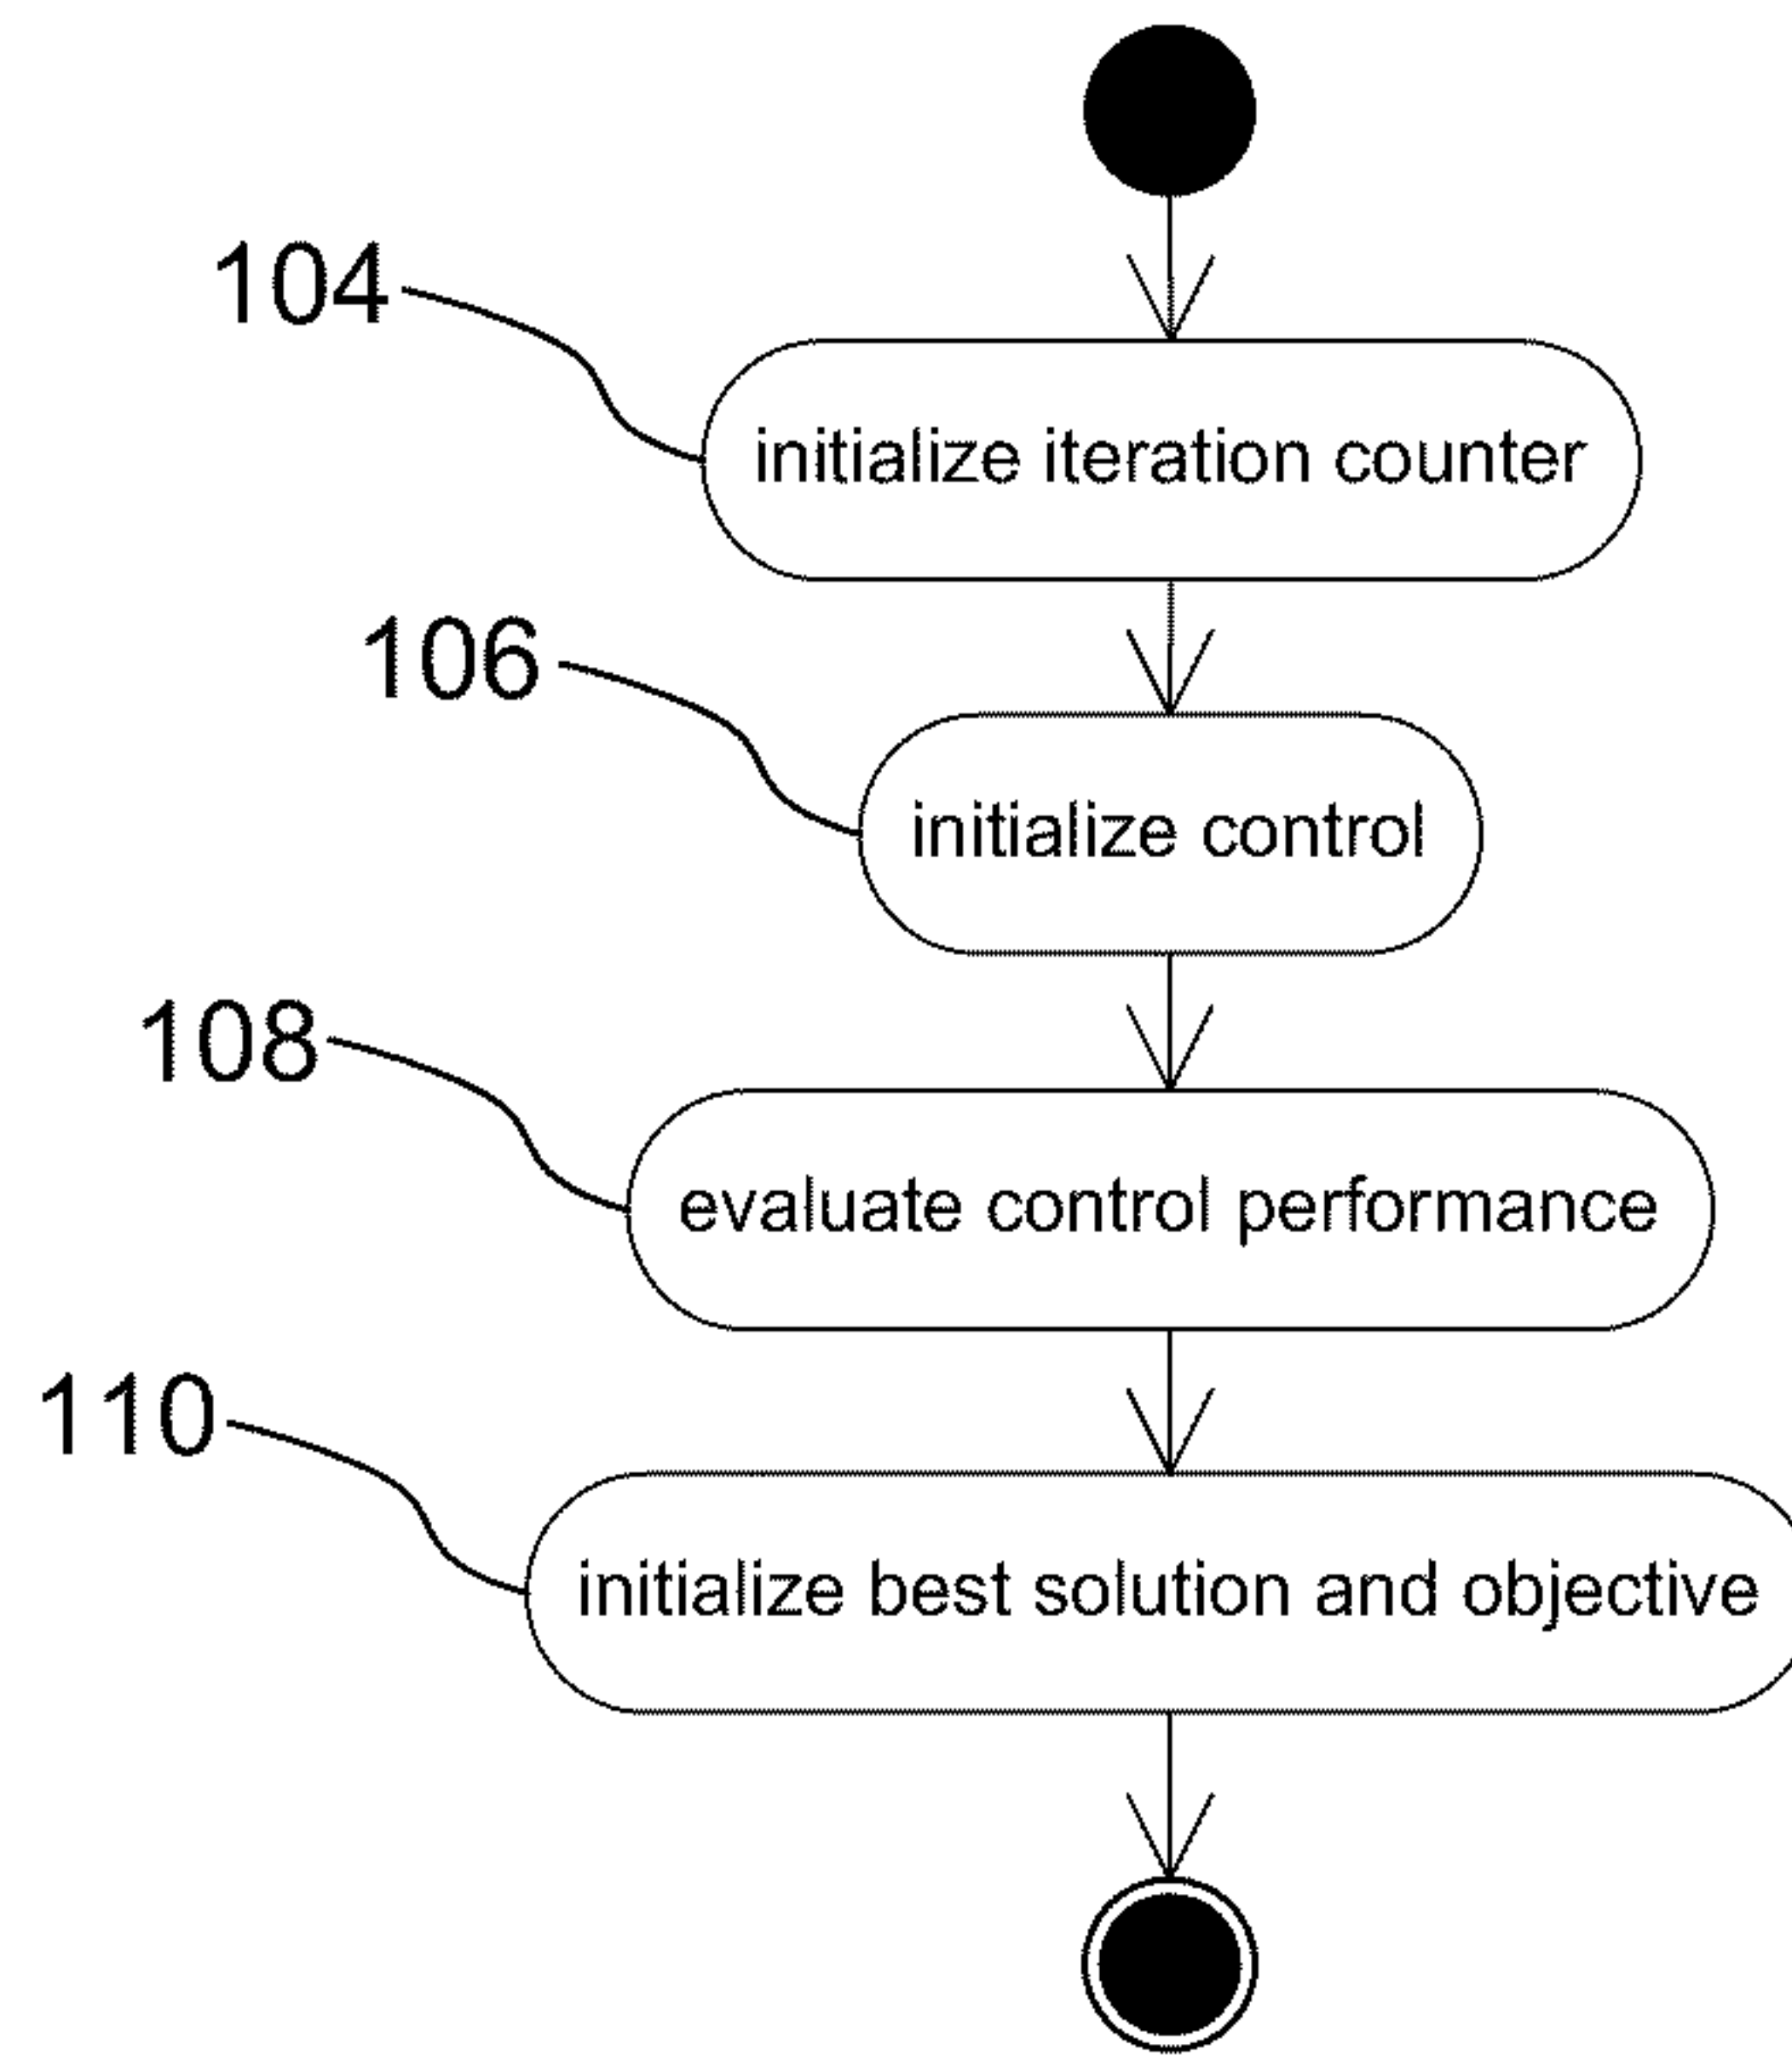 104
initialize iteration counter
106
initialize control
108
evaluate control performance
110
initialize best solution and objective